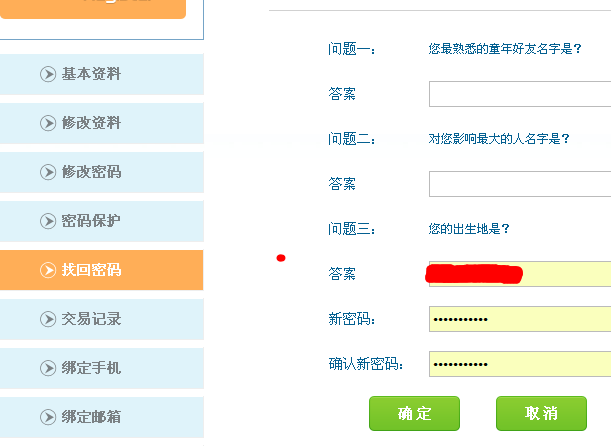 基本资料
修改资料
修改密码
密码保护
找回密码
交易记录
绑定手机
绑定邮箱
问题一： 您最熟悉的童年好友名字是？
答案
问题二： 对您影响最大的人名字是？
答案
问题三： 您的出生地是？
答案
新密码： •••••••••••
确认新密码： •••••••••••
确定 取消